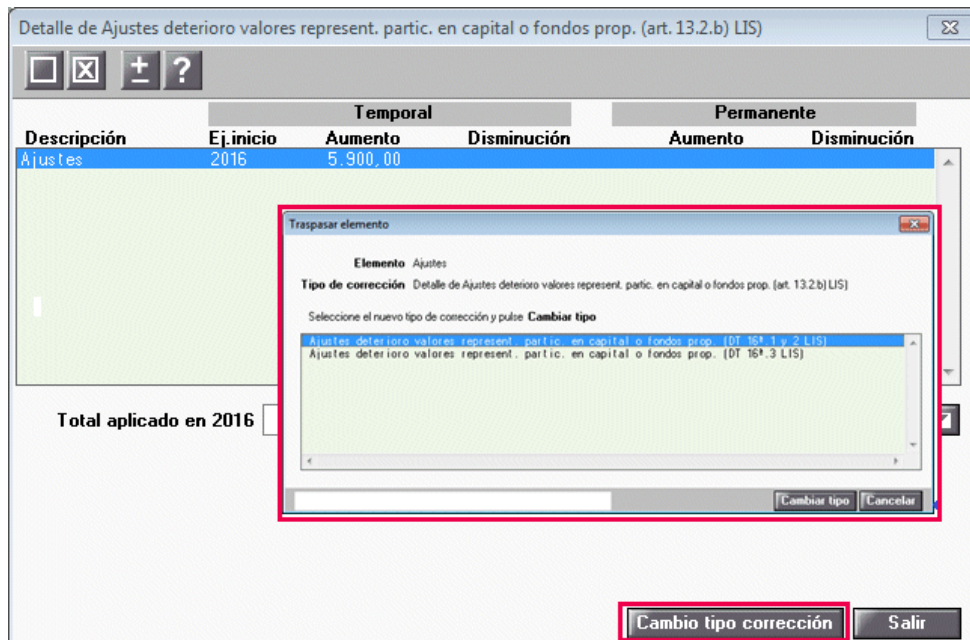 Detalle de Ajustes deterioro valores represent. partic. en capital o fondos prop. (art. 13.2.b) LIS)
Temporal Permanente
Descripción Ej.inicio Aumento Disminución Aumento Disminución
Ajustes 2016 5.900,00
Traspasar elemento
Elemento Ajustes
Tipo de corrección Detalle de Ajustes deterioro valores represent. partic. en capital o fondos prop. (art. 13.2.b) LIS)
Seleccione el nuevo tipo de corrección y pulse Cambiar tipo
Ajustes deterioro valores represent. partic. en capital o fondos prop. (DT 16ª.1 y 2 LIS)
Ajustes deterioro valores represent. partic. en capital o fondos prop. (DT 16ª.3 LIS)
Total aplicado en 2016
Cambiar tipo Cancelar
Cambio tipo corrección Salir